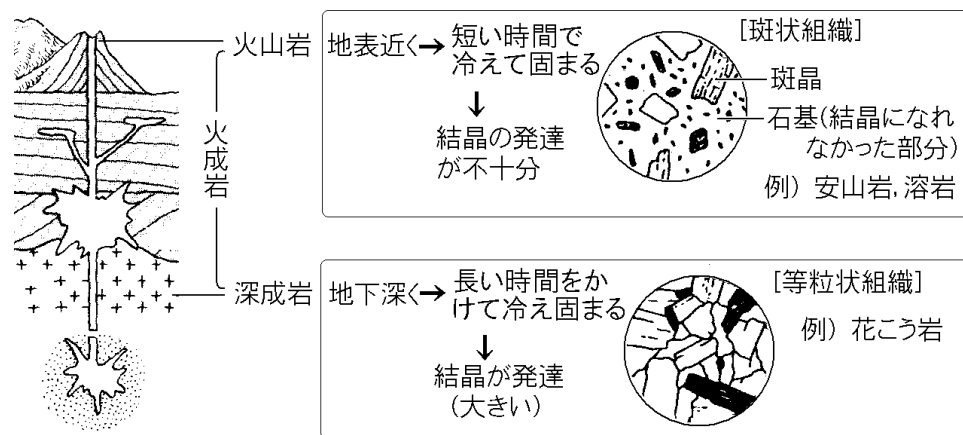 火成岩
火山岩
地表近く→短い時間で
冷えて固まる
↓
結晶の発達
が不十分
[斑状組織]
斑晶
石基(結晶になれ
なかった部分)
例) 安山岩, 溶岩
深成岩
地下深く→長い時間をか
けて冷え固まる
↓
結晶が発達
(大きい)
[等粒状組織]
例) 花こう岩